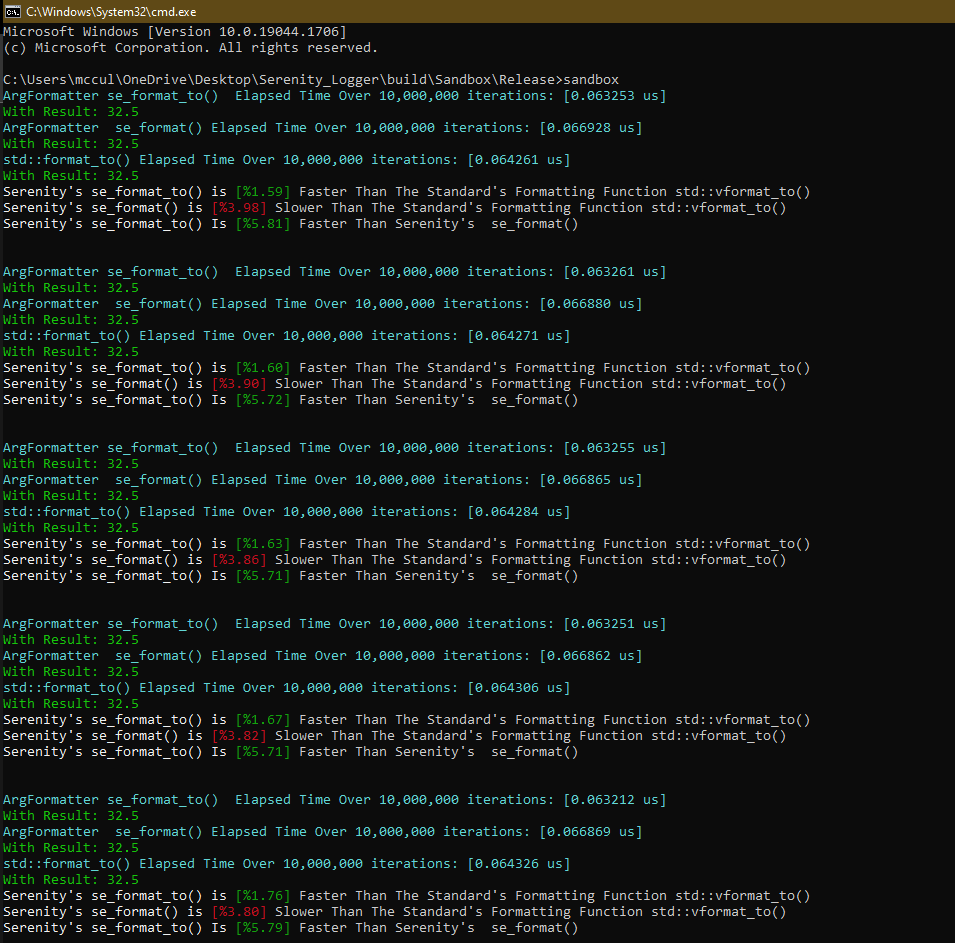 C:\Windows\System32\cmd.exe
Microsoft Windows [Version 10.0.19044.1706]
(c) Microsoft Corporation. All rights reserved.
C:\Users\mccul\OneDrive\Desktop\Serenity_Logger\build\Sandbox\Release>sandbox
ArgFormatter se_format_to()  Elapsed Time Over 10,000,000 iterations: [0.063253 us]
With Result: 32.5
ArgFormatter  se_format() Elapsed Time Over 10,000,000 iterations: [0.066928 us]
With Result: 32.5
std::format_to() Elapsed Time Over 10,000,000 iterations: [0.064261 us]
With Result: 32.5
Serenity's se_format_to() is [%1.59] Faster Than The Standard's Formatting Function std::vformat_to()
Serenity's se_format() is [%3.98] Slower Than The Standard's Formatting Function std::vformat_to()
Serenity's se_format_to() Is [%5.81] Faster Than Serenity's  se_format()
ArgFormatter se_format_to()  Elapsed Time Over 10,000,000 iterations: [0.063261 us]
With Result: 32.5
ArgFormatter  se_format() Elapsed Time Over 10,000,000 iterations: [0.066880 us]
With Result: 32.5
std::format_to() Elapsed Time Over 10,000,000 iterations: [0.064271 us]
With Result: 32.5
Serenity's se_format_to() is [%1.60] Faster Than The Standard's Formatting Function std::vformat_to()
Serenity's se_format() is [%3.90] Slower Than The Standard's Formatting Function std::vformat_to()
Serenity's se_format_to() Is [%5.72] Faster Than Serenity's  se_format()
ArgFormatter se_format_to()  Elapsed Time Over 10,000,000 iterations: [0.063255 us]
With Result: 32.5
ArgFormatter  se_format() Elapsed Time Over 10,000,000 iterations: [0.066865 us]
With Result: 32.5
std::format_to() Elapsed Time Over 10,000,000 iterations: [0.064284 us]
With Result: 32.5
Serenity's se_format_to() is [%1.63] Faster Than The Standard's Formatting Function std::vformat_to()
Serenity's se_format() is [%3.86] Slower Than The Standard's Formatting Function std::vformat_to()
Serenity's se_format_to() Is [%5.71] Faster Than Serenity's  se_format()
ArgFormatter se_format_to()  Elapsed Time Over 10,000,000 iterations: [0.063251 us]
With Result: 32.5
ArgFormatter  se_format() Elapsed Time Over 10,000,000 iterations: [0.066862 us]
With Result: 32.5
std::format_to() Elapsed Time Over 10,000,000 iterations: [0.064306 us]
With Result: 32.5
Serenity's se_format_to() is [%1.67] Faster Than The Standard's Formatting Function std::vformat_to()
Serenity's se_format() is [%3.82] Slower Than The Standard's Formatting Function std::vformat_to()
Serenity's se_format_to() Is [%5.71] Faster Than Serenity's  se_format()
ArgFormatter se_format_to()  Elapsed Time Over 10,000,000 iterations: [0.063212 us]
With Result: 32.5
ArgFormatter  se_format() Elapsed Time Over 10,000,000 iterations: [0.066869 us]
With Result: 32.5
std::format_to() Elapsed Time Over 10,000,000 iterations: [0.064326 us]
With Result: 32.5
Serenity's se_format_to() is [%1.76] Faster Than The Standard's Formatting Function std::vformat_to()
Serenity's se_format() is [%3.80] Slower Than The Standard's Formatting Function std::vformat_to()
Serenity's se_format_to() Is [%5.79] Faster Than Serenity's  se_format()